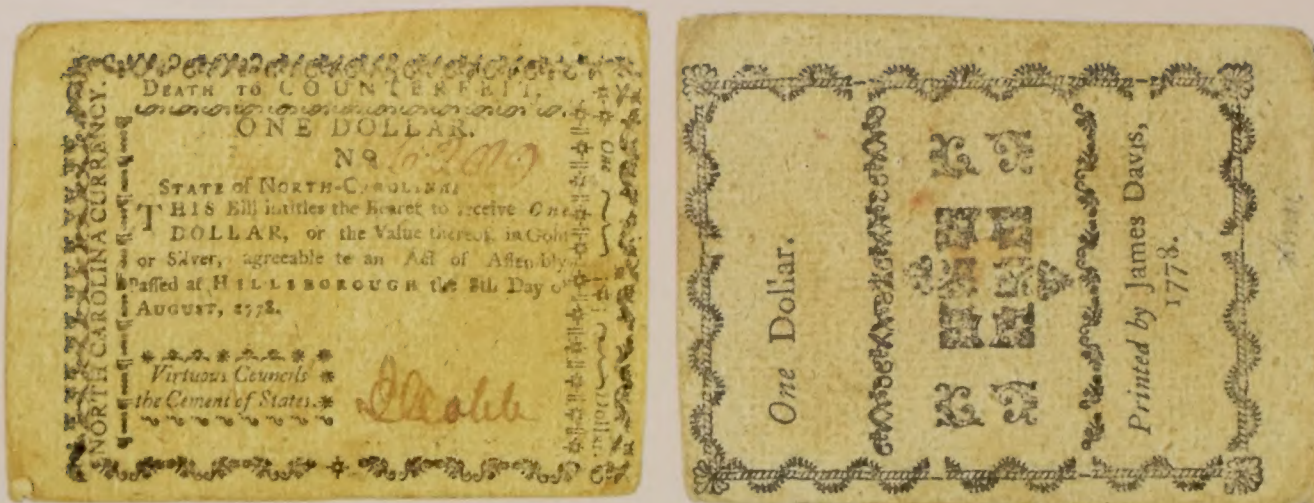 DEATH TO COUNTERFEIT.
ONE DOLLAR.
No
STATE of NORTH-CAROLINA.
THIS Bill intitles the Bearer to receive One
DOLLAR, or the Value thereof, in Gold
or Silver, agreeable to an Act of Assembly
Passed at HILLSBOROUGH the 8th Day of
AUGUST, 1778.
Virtuous Councils
the Cement of States.
NORTH CAROLINA CURRENCY.
One
Dollar
One Dollar.
Printed by James Davis,
1778.